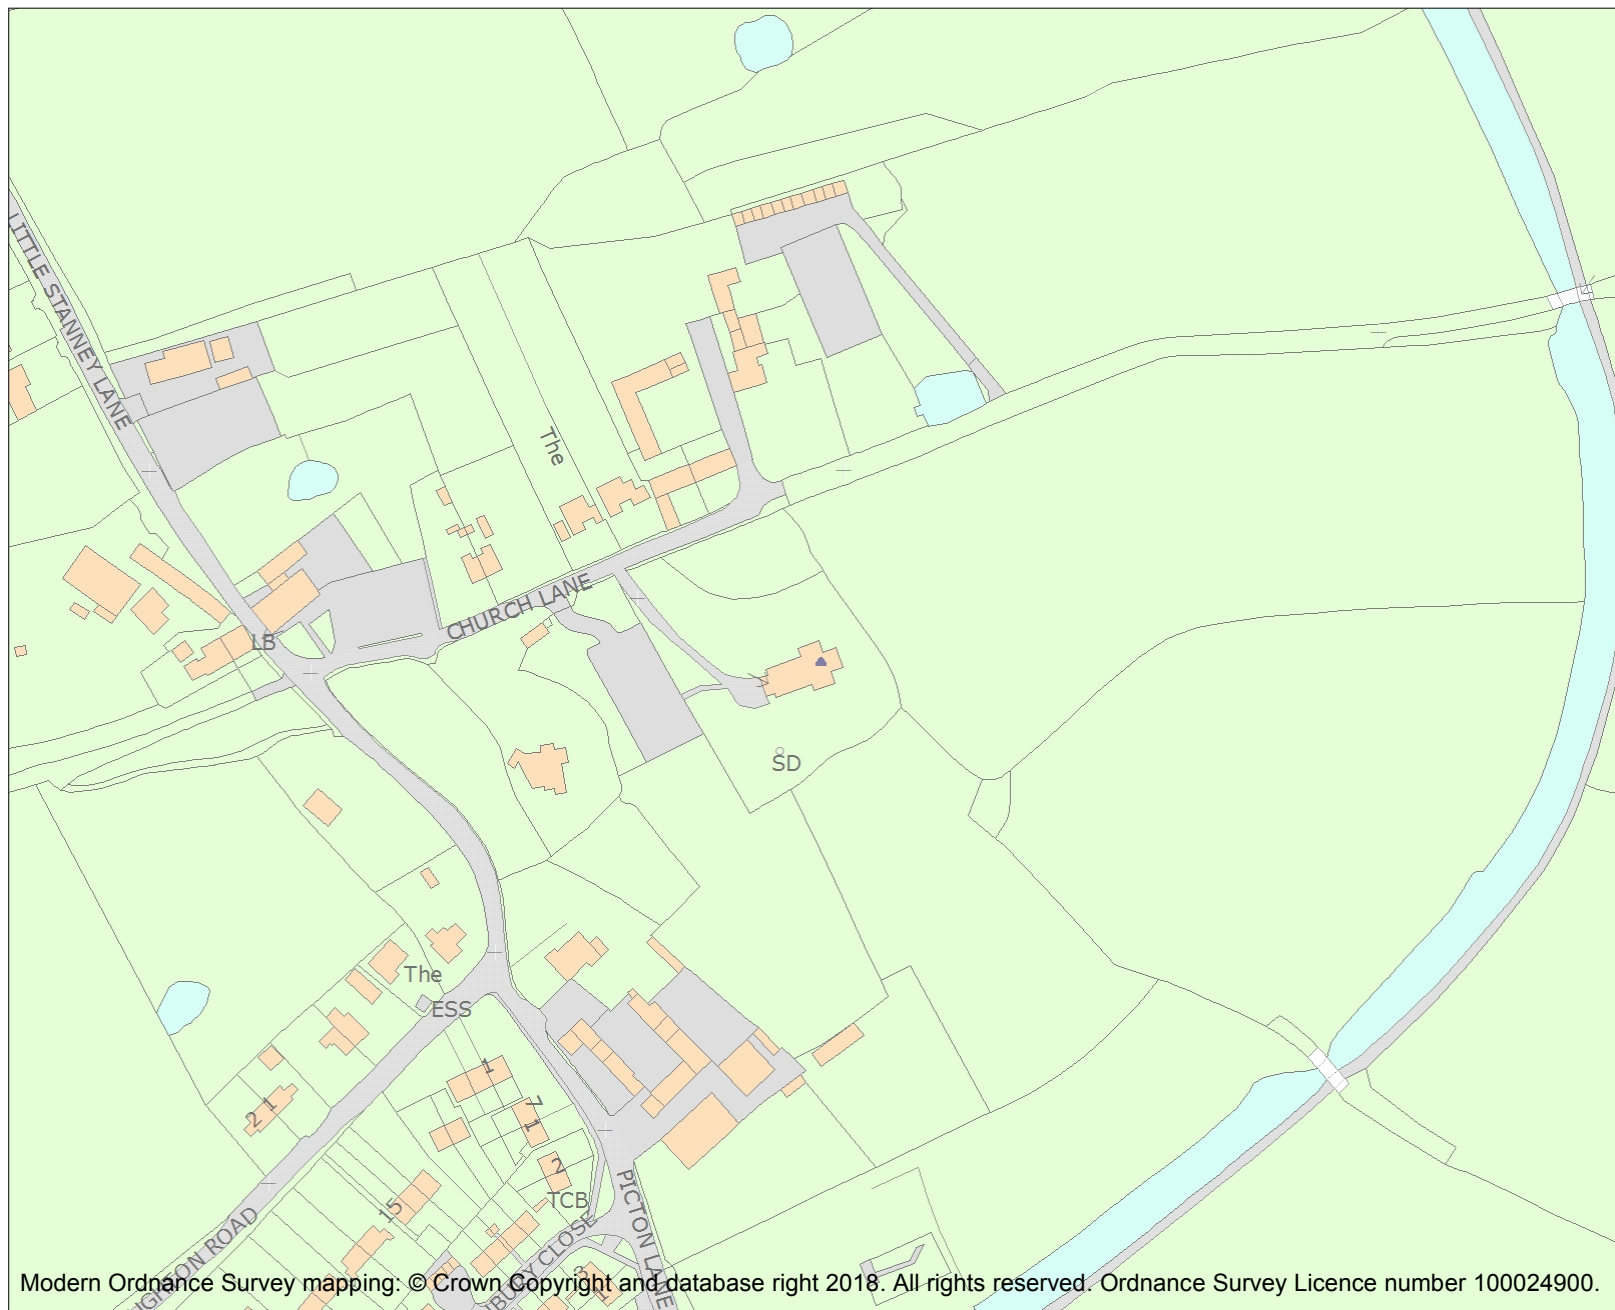 LITTLE STANNEY LANE
The
CHURCH LANE
LB
SD
The
ESS
1
7
1
2 1
2
TCB
15
PICTON LANE
3
1
Modern Ordnance Survey mapping: © Crown Copyright and database right 2018. All rights reserved. Ordnance Survey Licence number 100024900.